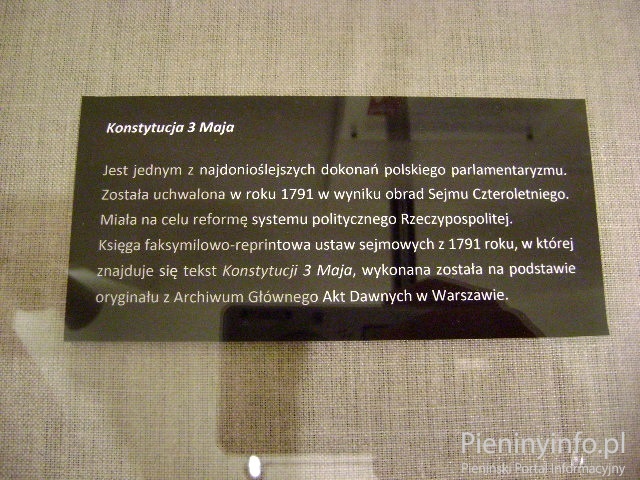 Konstytucja 3 Maja
Jest jednym z najdonioślejszych dokonań polskiego parlamentaryzmu.
Została uchwalona w roku 1791 w wyniku obrad Sejmu Czteroletniego.
Miała na celu reformę systemu politycznego Rzeczypospolitej.
Księga faksymilowo-reprintowa ustaw sejmowych z 1791 roku, w której
znajduje się tekst Konstytucji 3 Maja, wykonana została na podstawie
oryginału z Archiwum Głównego Akt Dawnych w Warszawie.
Pieninyinfo.pl
Pieniński Portal Informacyjny